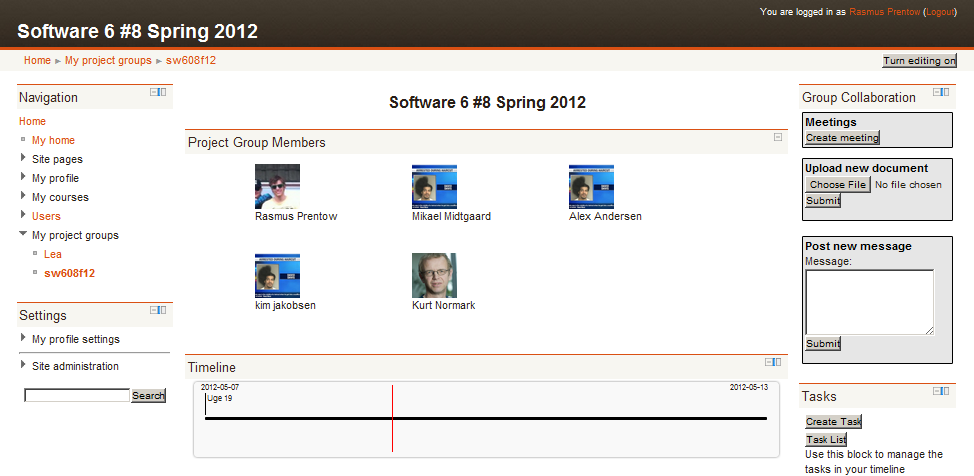 You are logged in as Rasmus Prentow (Logout)
Software 6 #8 Spring 2012
Home ► My project groups ► sw608f12
Turn editing on
Navigation
Home
My home
Site pages
My profile
My courses
Users
My project groups
Lea
sw608f12
Settings
My profile settings
Site administration
Search
Software 6 #8 Spring 2012
Project Group Members
Rasmus Prentow
Mikael Midtgaard
Alex Andersen
kim jakobsen
Kurt Normark
Timeline
2012-05-07
2012-05-13
Uge 19
Group Collaboration
Meetings
Create meeting
Upload new document
Choose File No file chosen
Submit
Post new message
Message:
Submit
Tasks
Create Task
Task List
Use this block to manage the
tasks in your timeline